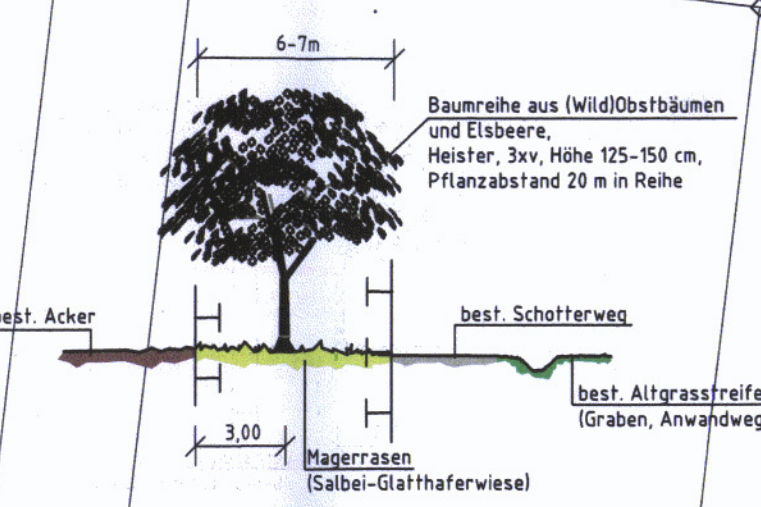 6-7m
Baumreihe aus (Wild)Obstbäumen
und Elsbeere,
Heister, 3xv, Höhe 125-150 cm,
Pflanzabstand 20 m in Reihe
best. Acker
best. Schotterweg
best. Altgrasstreife
(Graben, Anwandweg
3,00
Magerrasen
(Salbei-Glatthaferwiese)